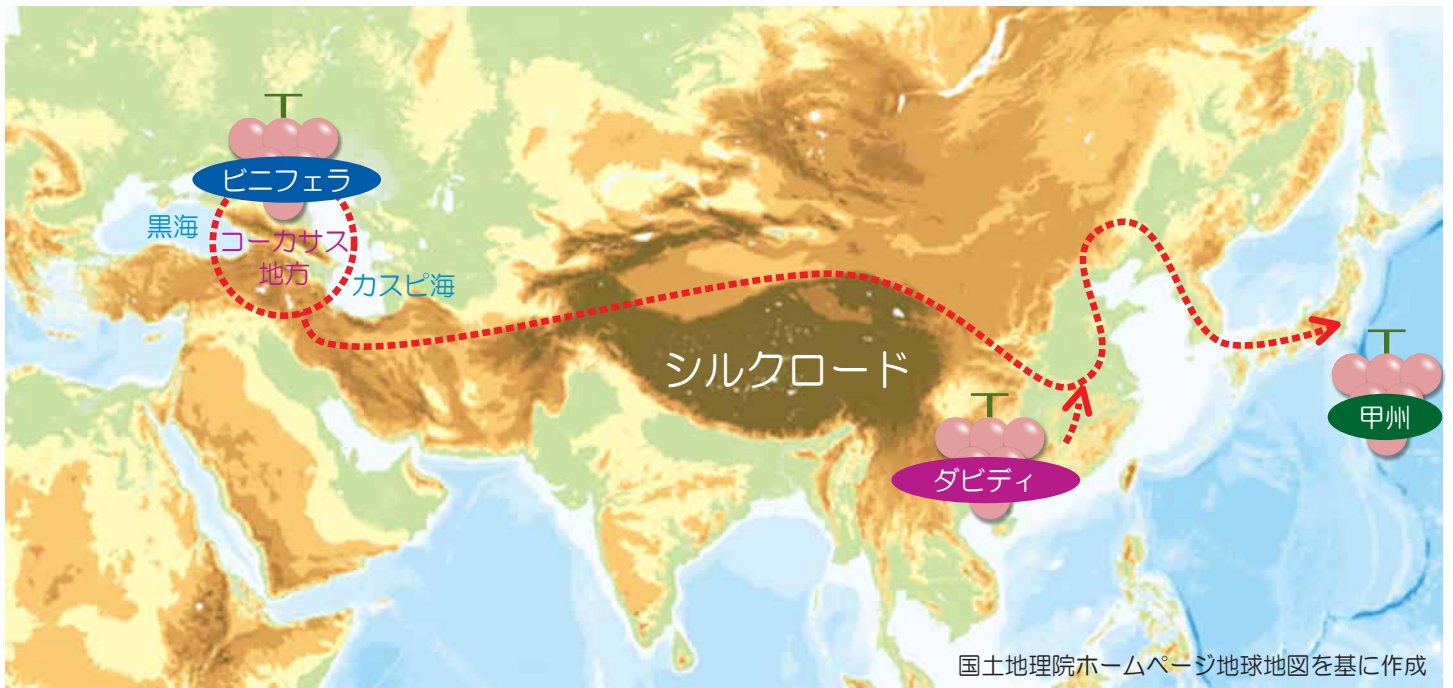 ビニフェラ
黒海
コーカサス
地方
カスピ海
シルクロード
甲州
ダビディ
国土地理院ホームページ地球地図を基に作成